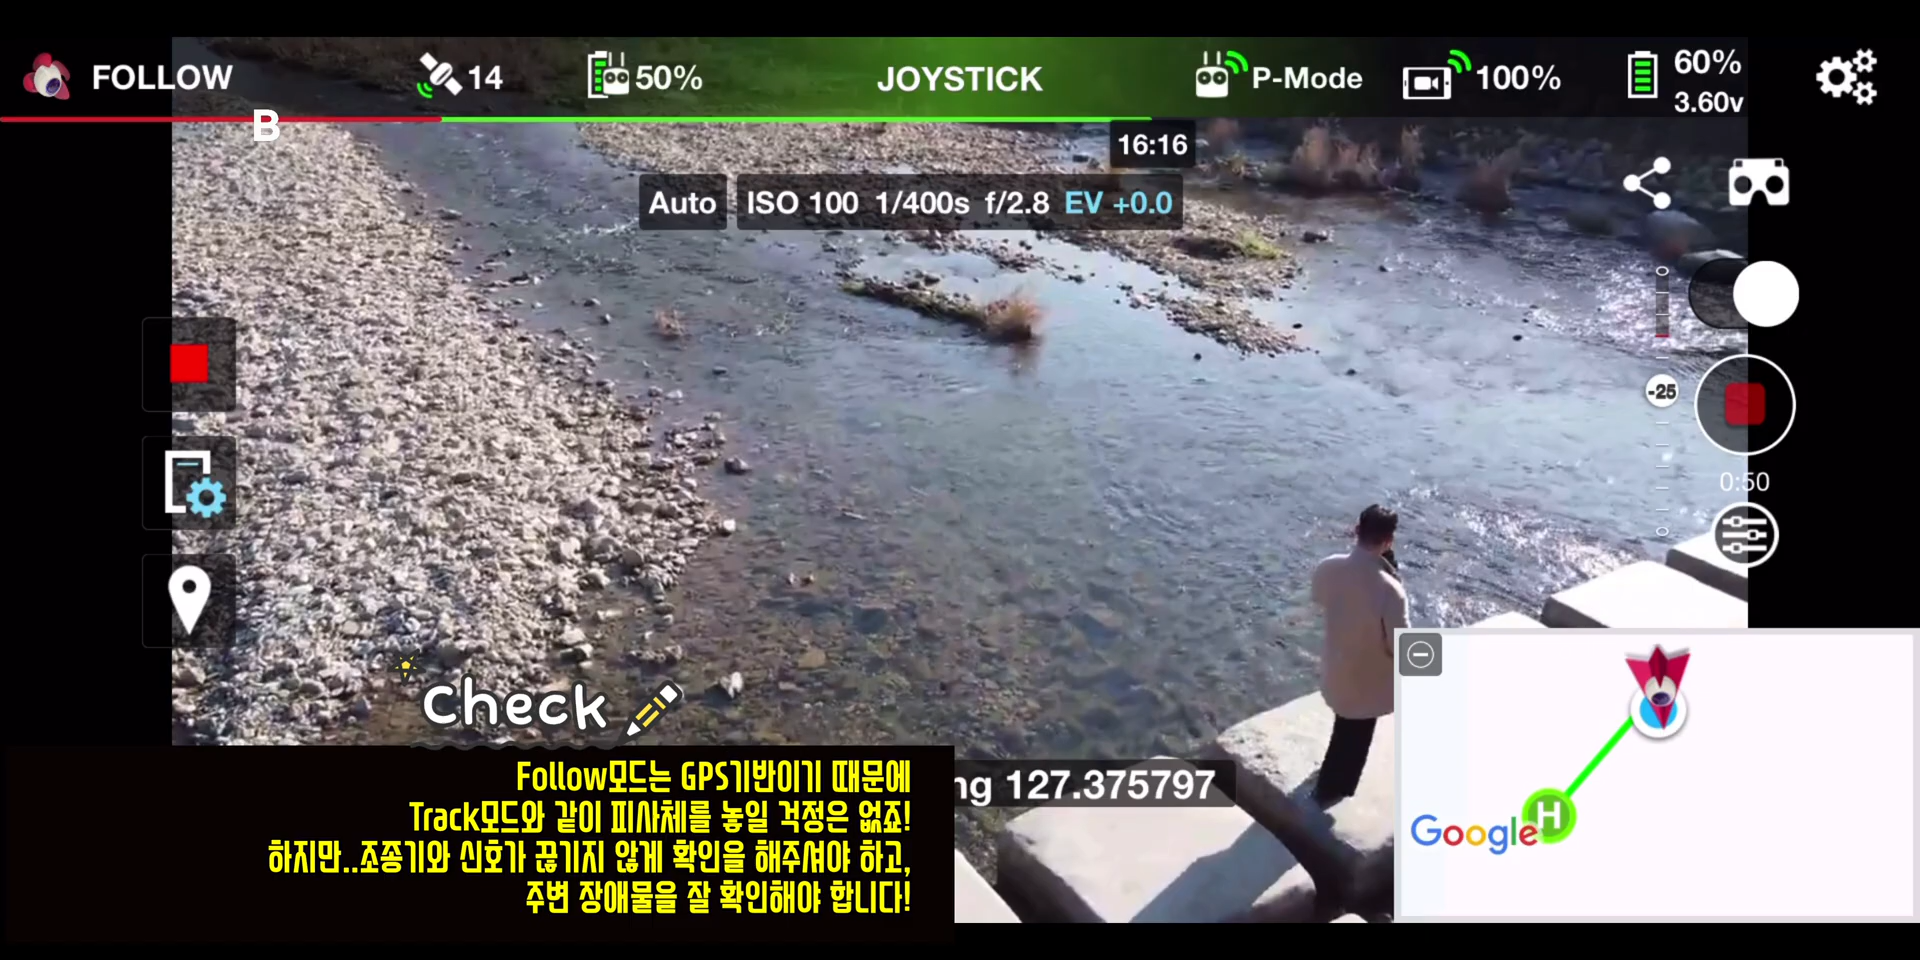 FOLLOW
14
50%
JOYSTICK
P-Mode
100%
60%
3.60v
B
16:16
Auto
ISO 100 1/400s f/2.8 EV +0.0
-25
0:50
Check
Follow모드는 GPS기반이기 때문에
Track모드와 같이 피사체를 놓일 걱정은 없죠!
하지만..조종기와 신호가 끊기지 않게 확인을 해주셔야 하고,
주변 장애물을 잘 확인해야 합니다!
ng 127.375797
H
Google